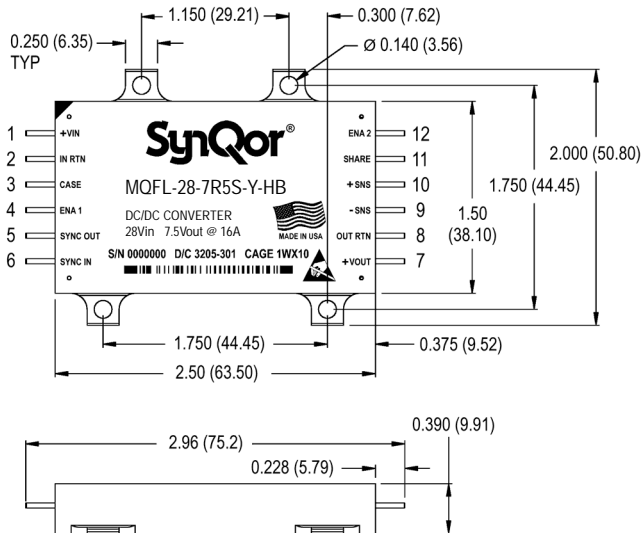 1.150 (29.21)
0.300 (7.62)
0.250 (6.35)
TYP
Ø 0.140 (3.56)
SynQor®
MQFL-28-7R5S-Y-HB
DC/DC CONVERTER
28Vin 7.5Vout @ 16A
MADE IN USA
S/N 0000000 D/C 3205-301 CAGE 1WX10
1 +VIN
2 IN RTN
3 CASE
4 ENA 1
5 SYNC OUT
6 SYNC IN
ENA 2 12
SHARE 11
+SNS 10
-SNS 9
OUT RTN 8
+VOUT 7
2.000 (50.80)
1.750 (44.45)
1.50
(38.10)
1.750 (44.45)
0.375 (9.52)
2.50 (63.50)
0.390 (9.91)
2.96 (75.2)
0.228 (5.79)